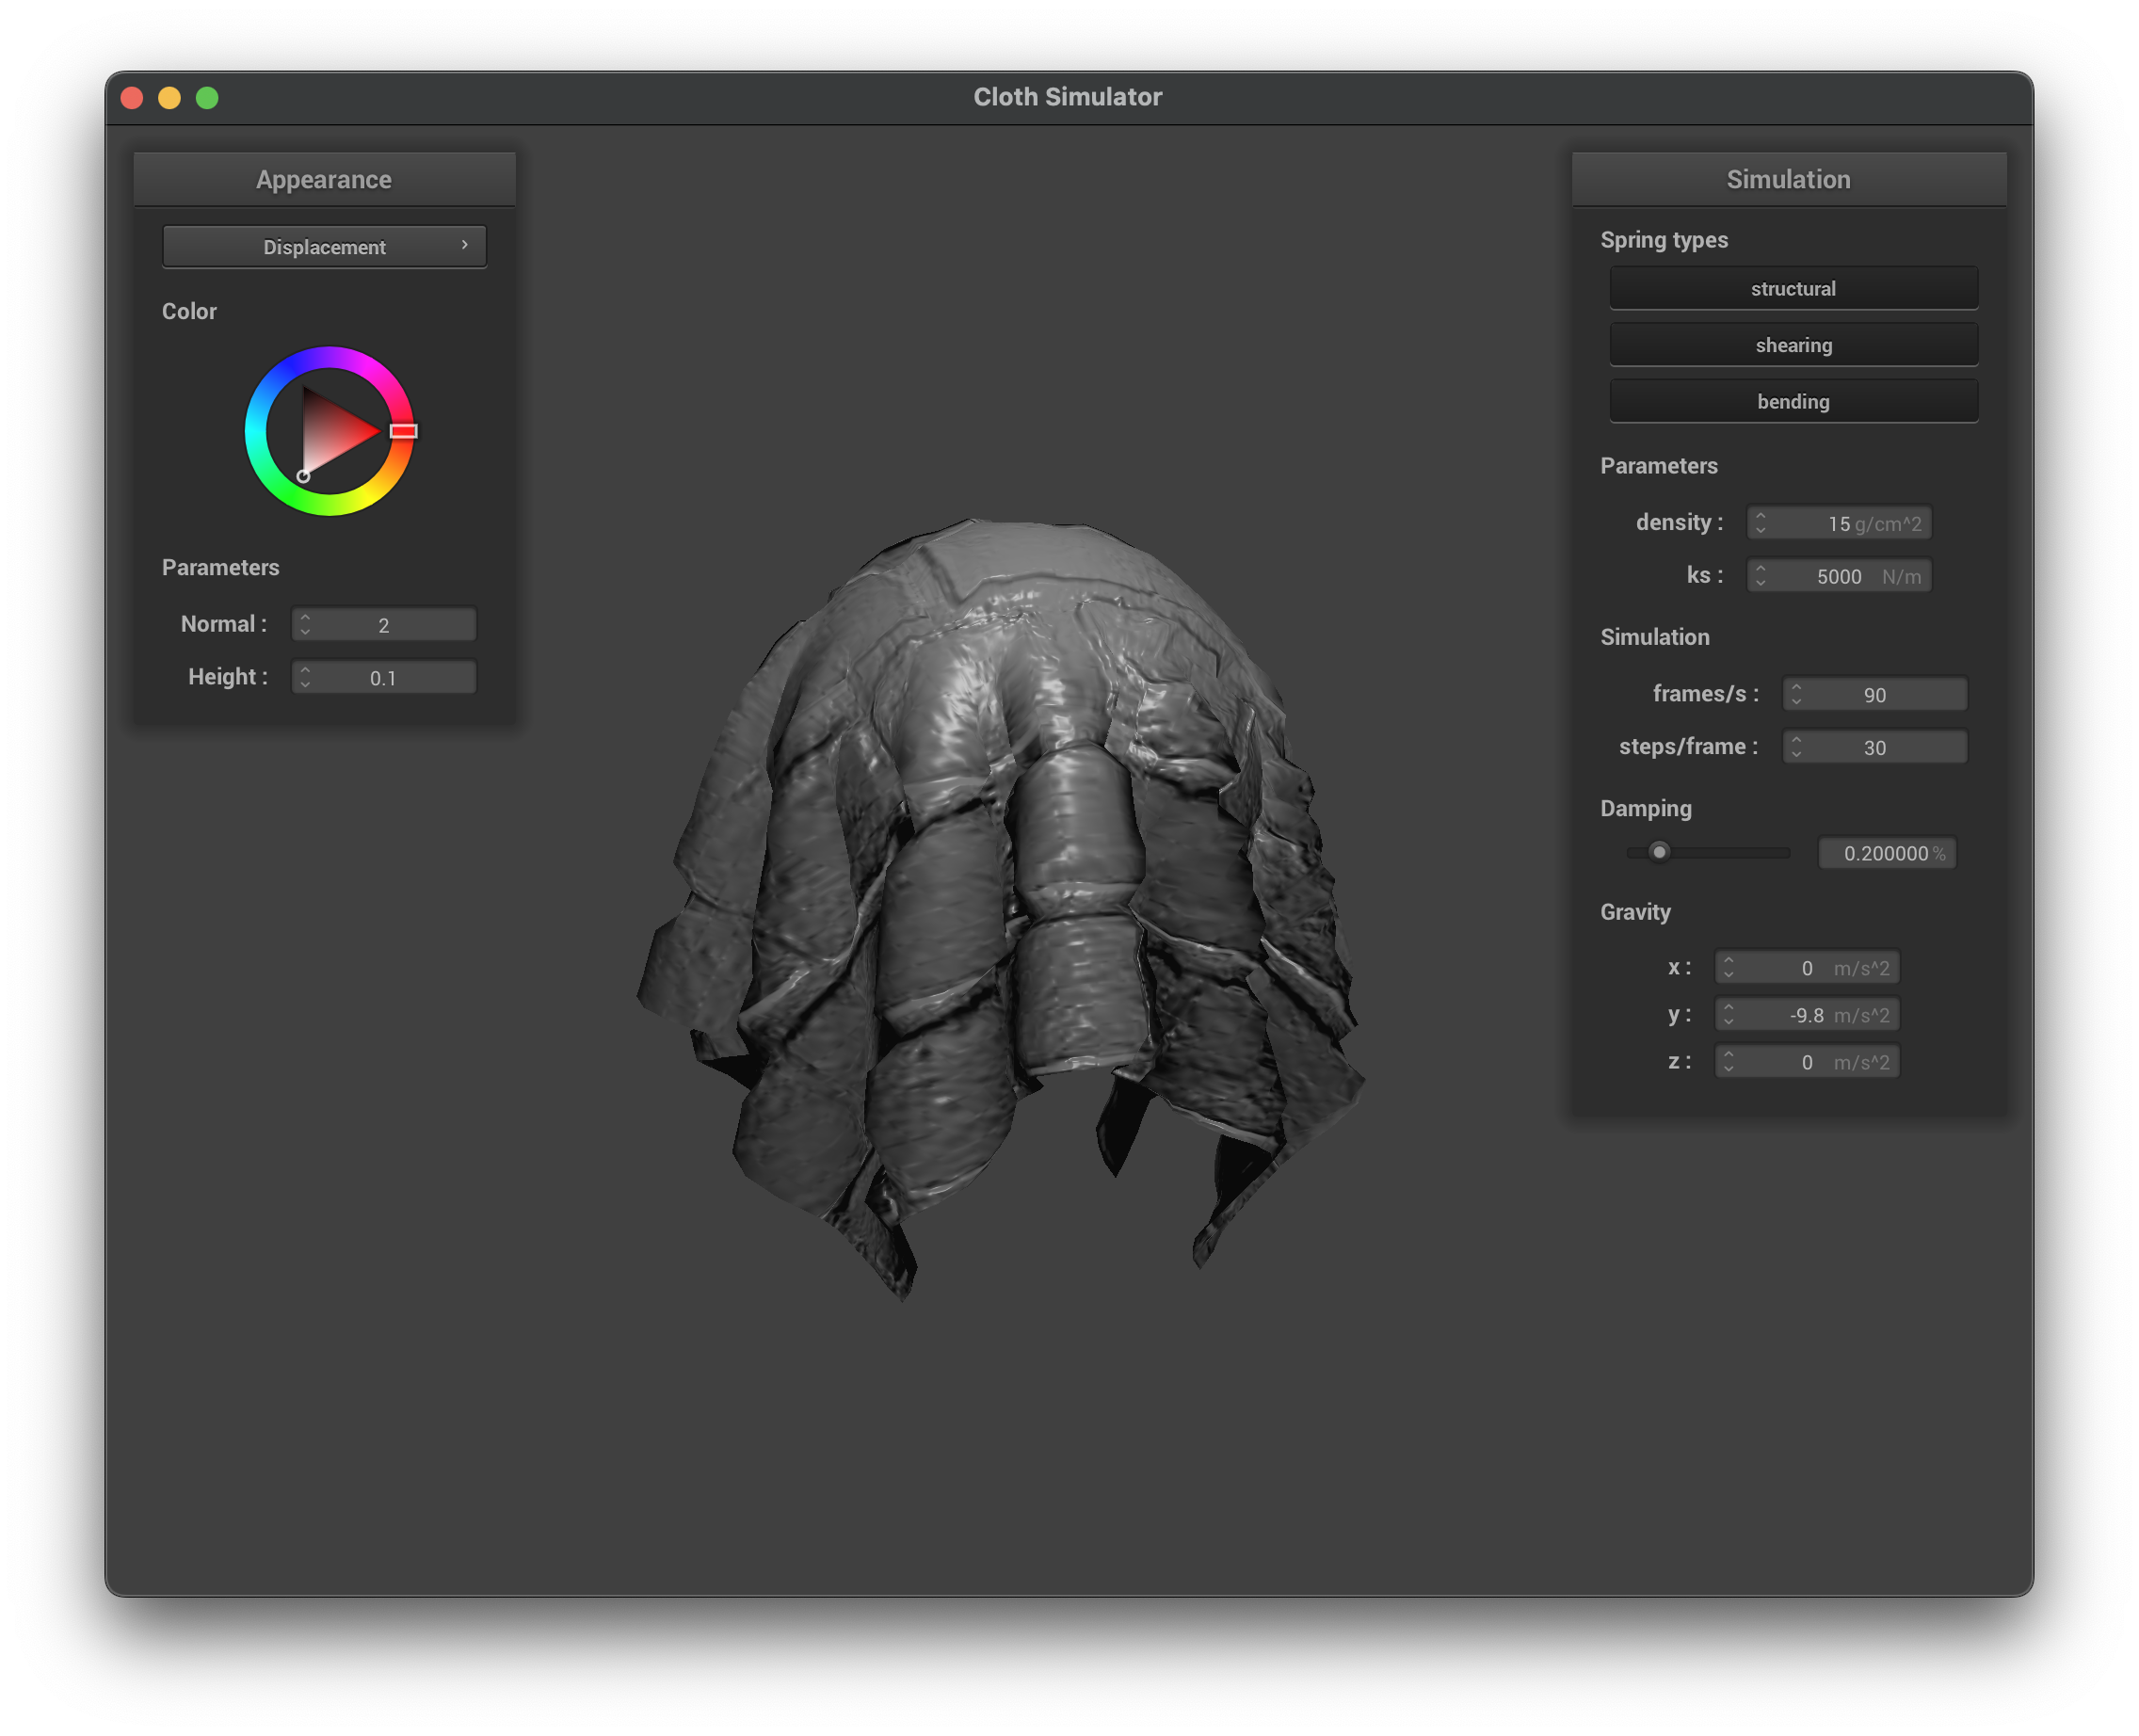 Cloth Simulator
Appearance
Displacement
Color
Parameters
Normal : 2
Height : 0.1
Simulation
Spring types
structural
shearing
bending
Parameters
density : 15 g/cm^2
ks : 5000 N/m
Simulation
frames/s : 90
steps/frame : 30
Damping
0.200000 %
Gravity
x : 0 m/s^2
y : -9.8 m/s^2
z : 0 m/s^2